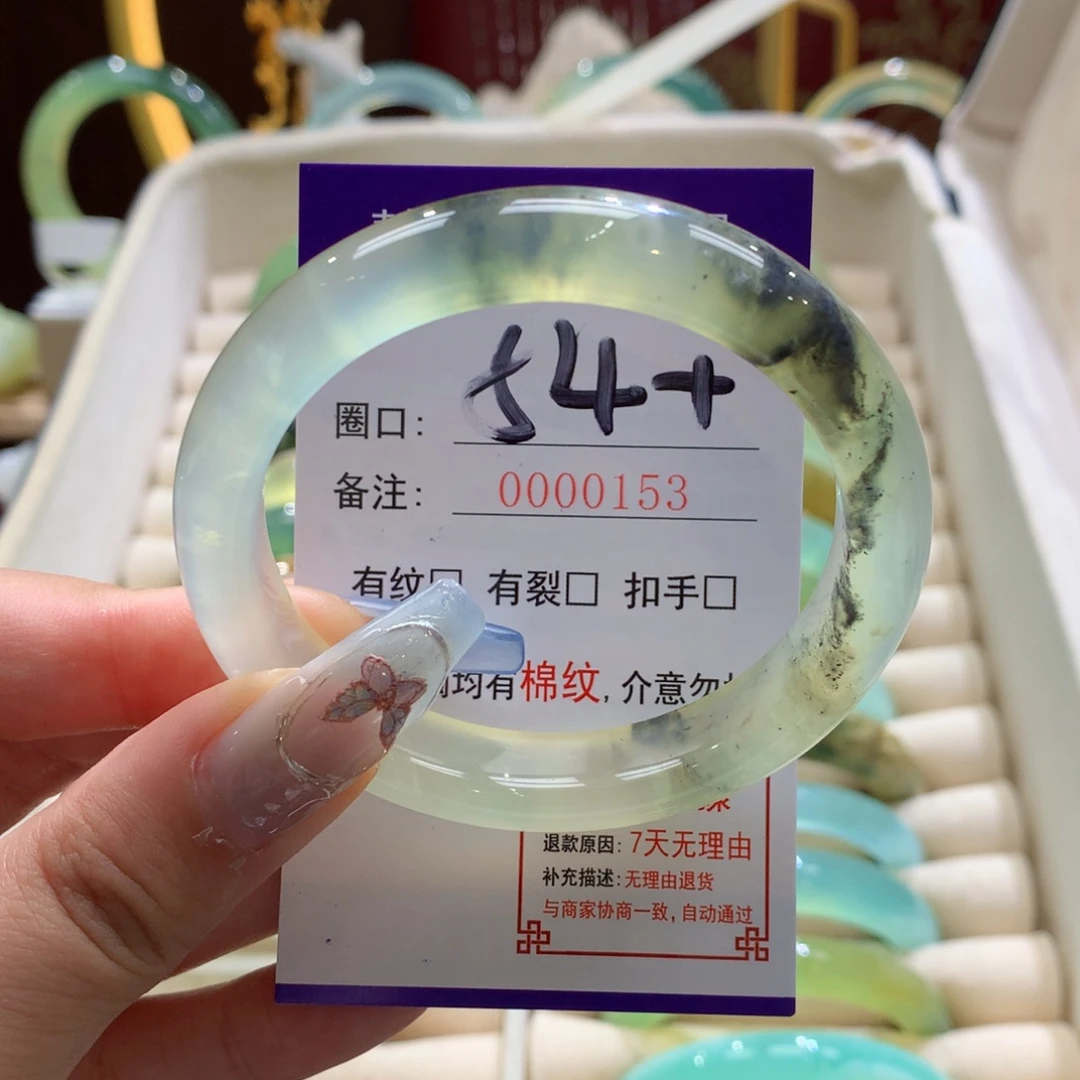 圈口: 54+
备注: 0000153
有纹□ 有裂□ 扣手□
均有棉纹, 介意勿
退款原因: 7天无理由
补充描述: 无理由退货
与商家协商一致, 自动通过